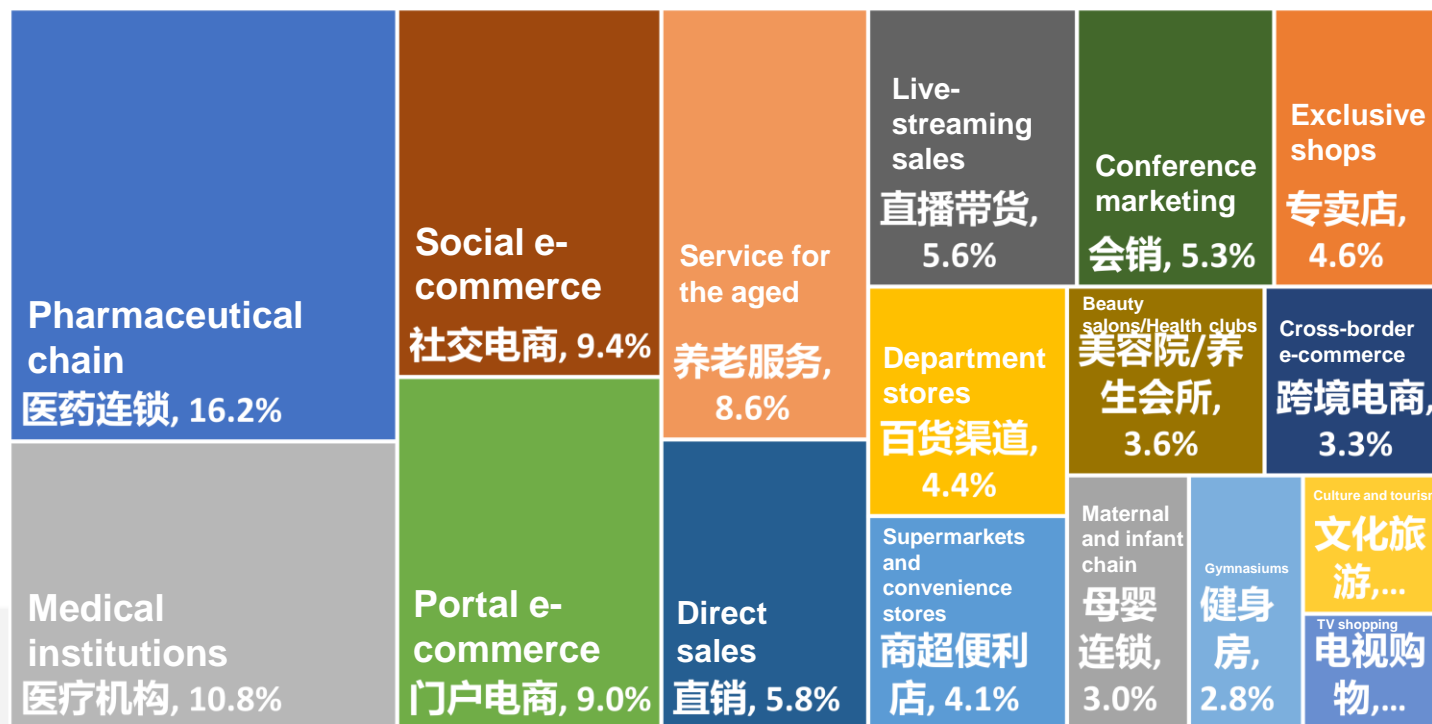 Pharmaceutical
chain
医药连锁, 16.2%
Medical
institutions
医疗机构, 10.8%
Social e-
commerce
社交电商, 9.4%
Portal e-
commerce
门户电商, 9.0%
Service for
the aged
养老服务,
8.6%
Direct
sales
直销, 5.8%
Live-
streaming
sales
直播带货,
5.6%
Conference
marketing
会销, 5.3%
Exclusive
shops
专卖店,
4.6%
Department
stores
百货渠道,
4.4%
Supermarkets
and
convenience
stores
商超便利
店, 4.1%
Beauty
salons/Health clubs
美容院/养
生会所,
3.6%
Cross-border
e-commerce
跨境电商,
3.3%
Maternal
and infant
chain
母婴
连锁,
3.0%
Gymnasiums
健身
房,
2.8%
Culture and tourism
文化旅
游,...
TV shopping
电视购
物,...